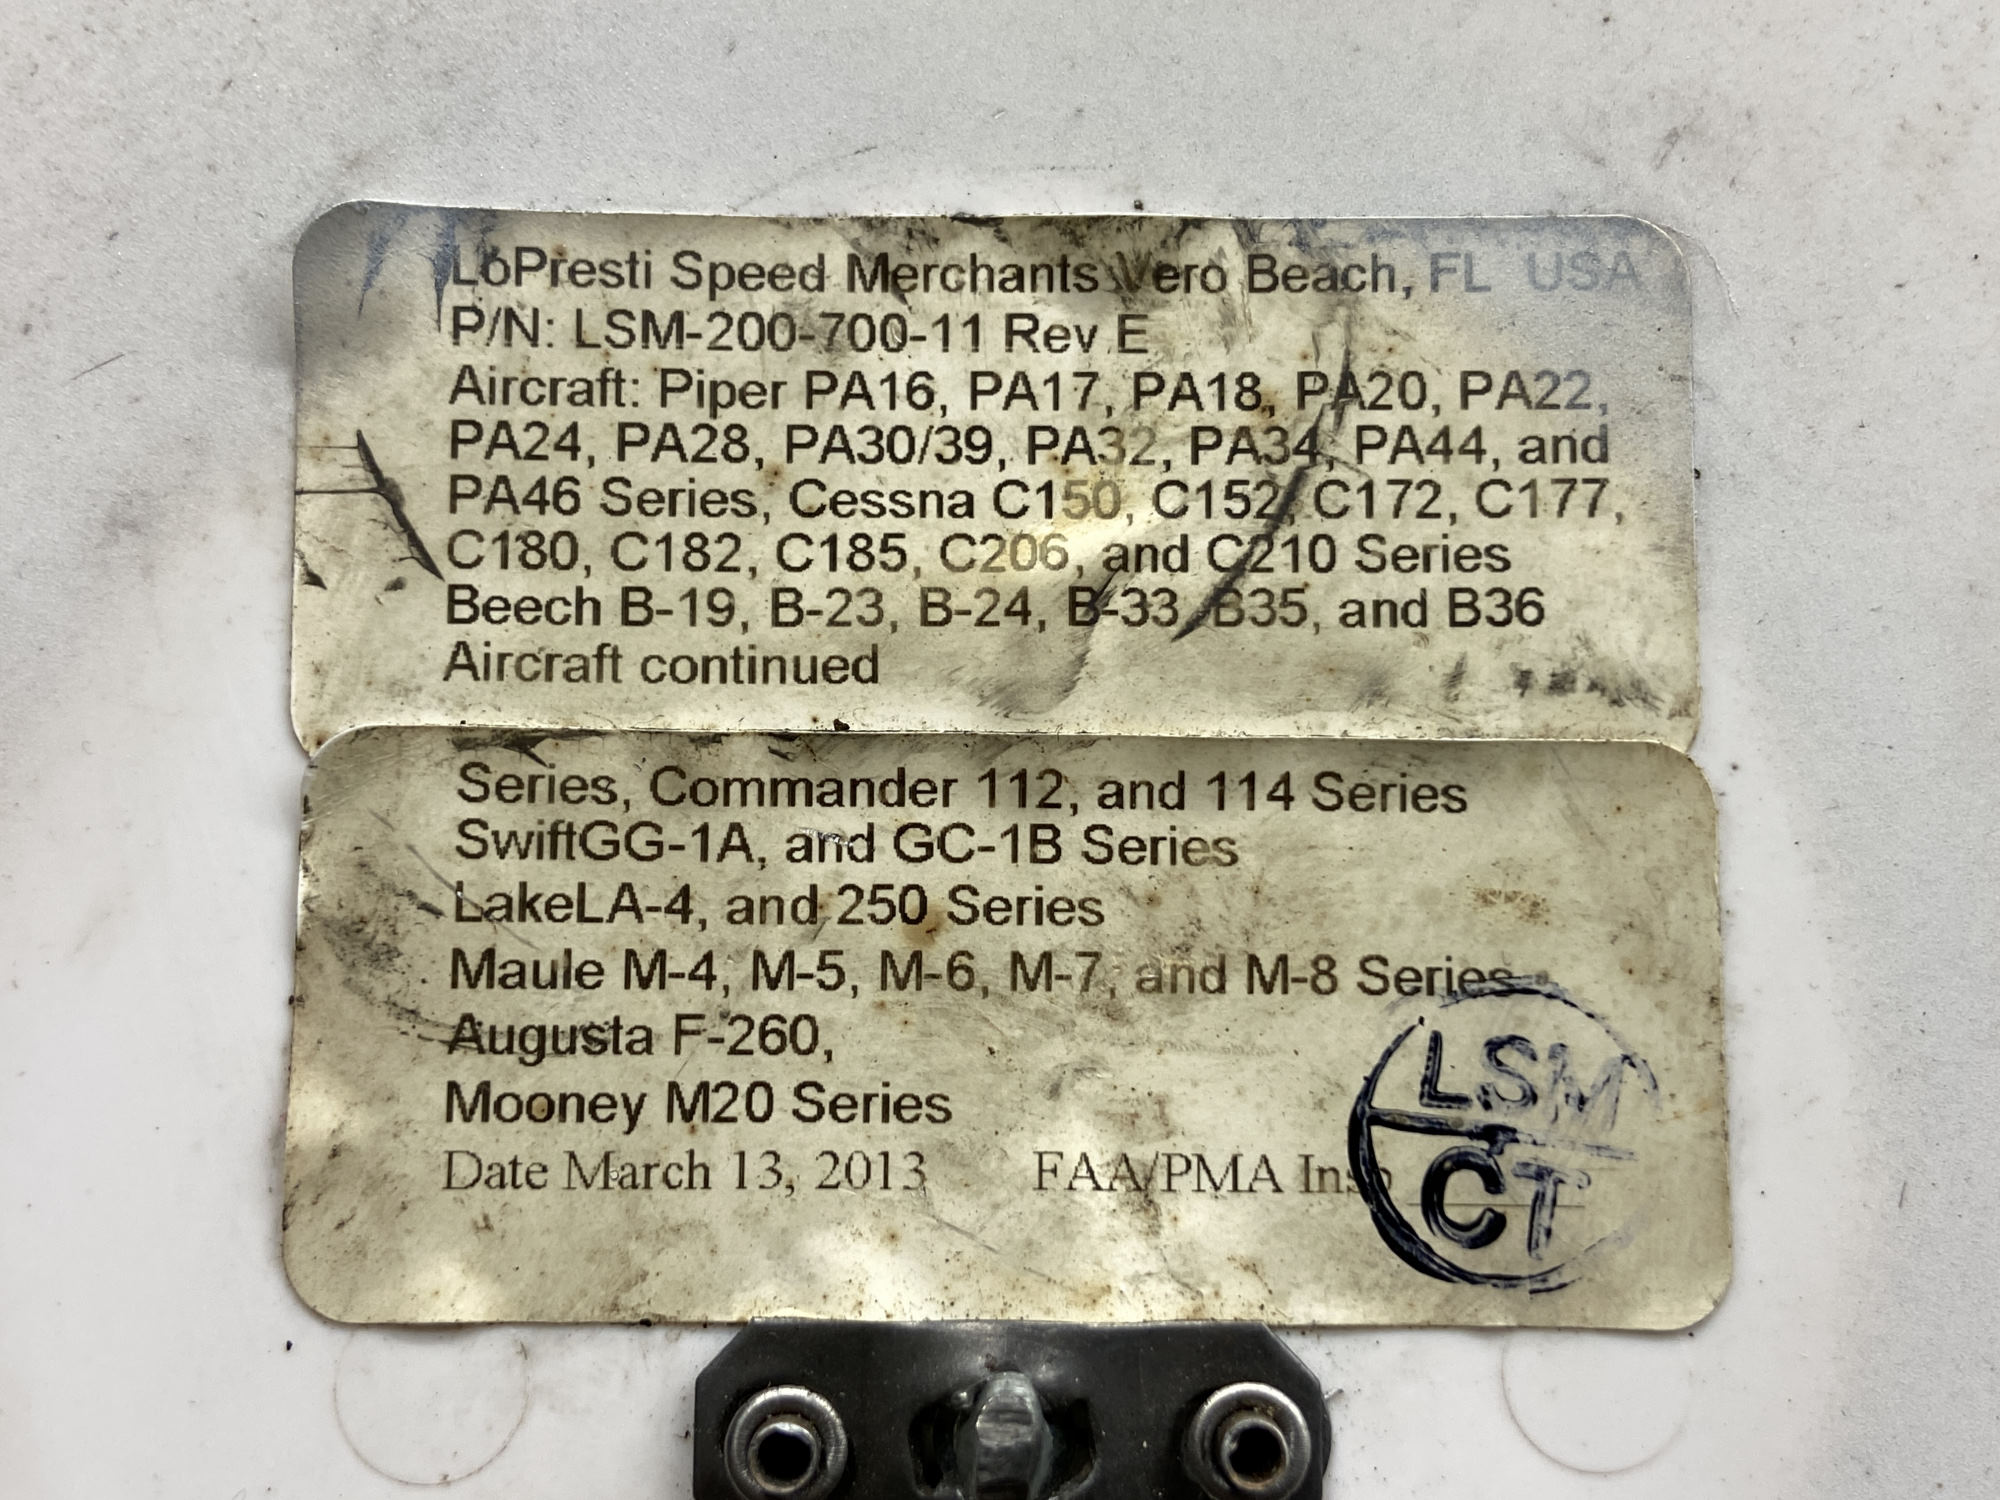 LoPresti Speed Merchants Vero Beach, FL USA
P/N: LSM-200-700-11 Rev E
Aircraft: Piper PA16, PA17, PA18, PA20, PA22,
PA24, PA28, PA30/39, PA32, PA34, PA44, and
PA46 Series, Cessna C150, C152, C172, C177,
C180, C182, C185, C206, and C210 Series
Beech B-19, B-23, B-24, B-33, B35, and B36
Aircraft continued
Series, Commander 112, and 114 Series
SwiftGG-1A, and GC-1B Series
LakeLA-4, and 250 Series
Maule M-4, M-5, M-6, M-7, and M-8 Series
Augusta F-260,
Mooney M20 Series
Date March 13, 2013 FAA/PMA Insp
LSM
CT